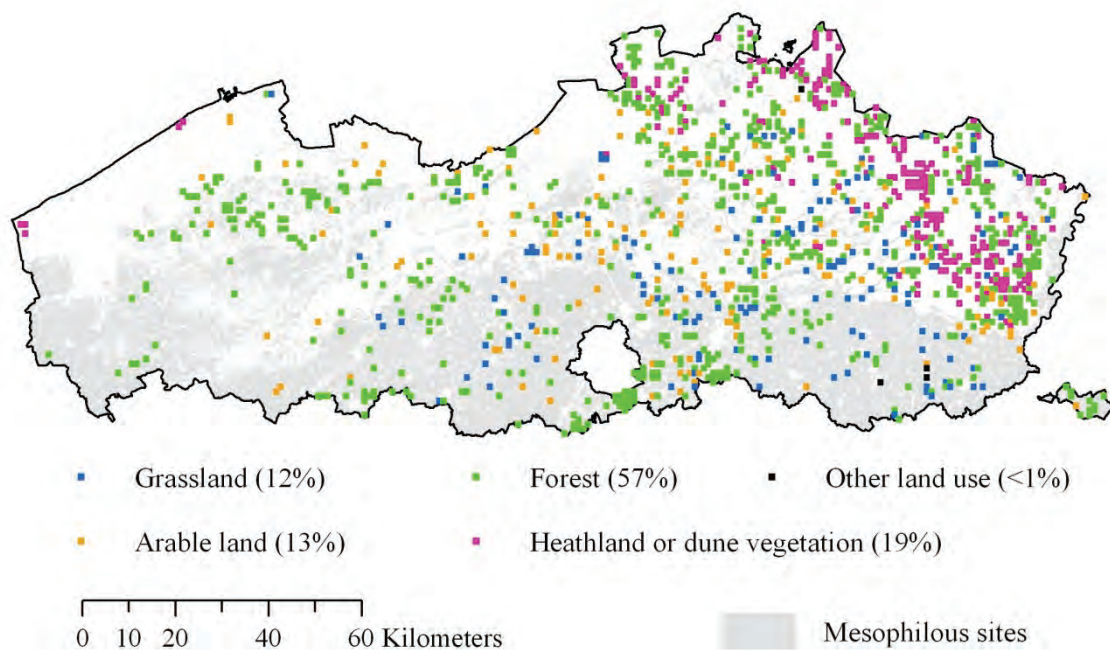 Grassland (12%) Forest (57%) Other land use (<1%)
Arable land (13%) Heathland or dune vegetation (19%)
0 10 20 40 60 Kilometers
Mesophilous sites